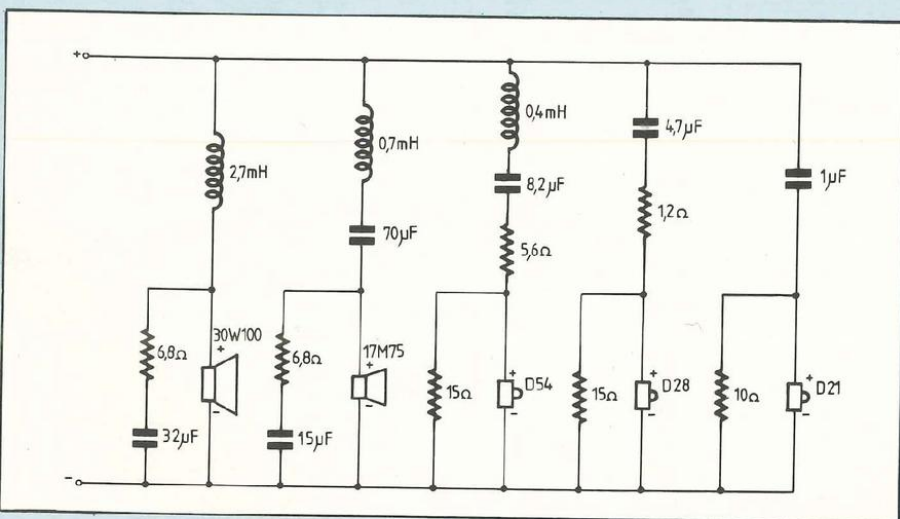 +
2,7mH
0,7mH
0,4mH
8,2µF
5,6Ω
4,7µF
1,2Ω
1µF
70µF
6,8Ω
30W100
+
-
32µF
6,8Ω
17M75
+
-
15µF
15Ω
+
D54
-
15Ω
+
D28
-
10Ω
+
D21
-
-